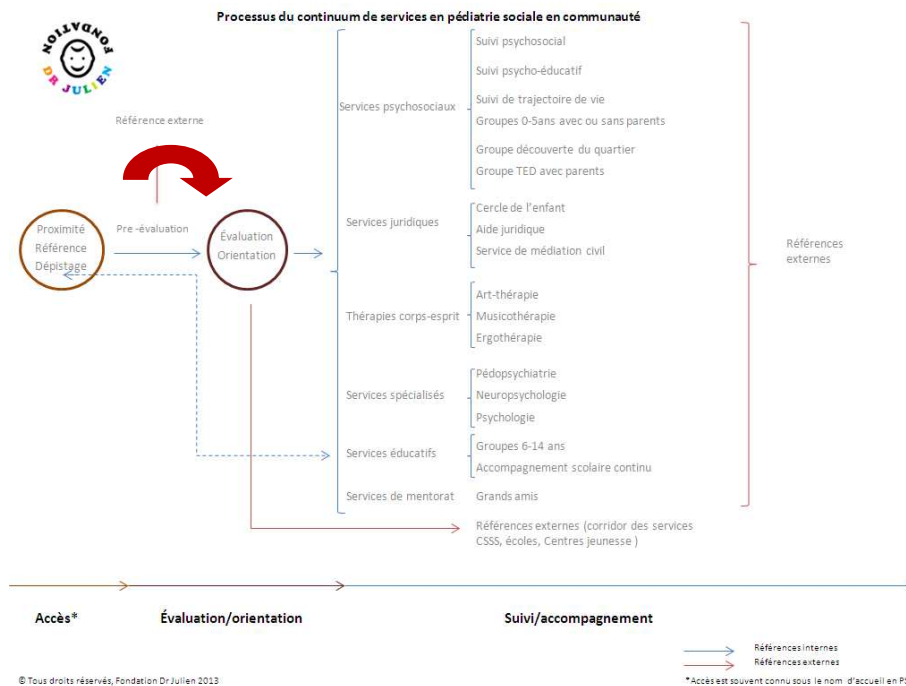 Processus du continuum de services en pédiatrie sociale en communauté
FONDATION
DR JULIEN
Référence externe
Proximité
Référence
Dépistage
Pre -évaluation
Évaluation
Orientation
Services psychosociaux
Suivi psychosocial
Suivi psycho-éducatif
Suivi de trajectoire de vie
Groupes 0-5ans avec ou sans parents
Groupe découverte du quartier
Groupe TED avec parents
Services juridiques
Cercle de l'enfant
Aide juridique
Service de médiation civil
Thérapies corps-esprit
Art-thérapie
Musicothérapie
Ergothérapie
Services spécialisés
Pédopsychiatrie
Neuropsychologie
Psychologie
Services éducatifs
Groupes 6-14 ans
Accompagnement scolaire continu
Services de mentorat
Grands amis
Références externes (corridor des services
CSSS, écoles, Centres jeunesse )
Références
externes
Accès*
Évaluation/orientation
Suivi/accompagnement
Références internes
Références externes
© Tous droits réservés, Fondation Dr Julien 2013
*Accès est souvent connu sous le nom d'accueil en PS